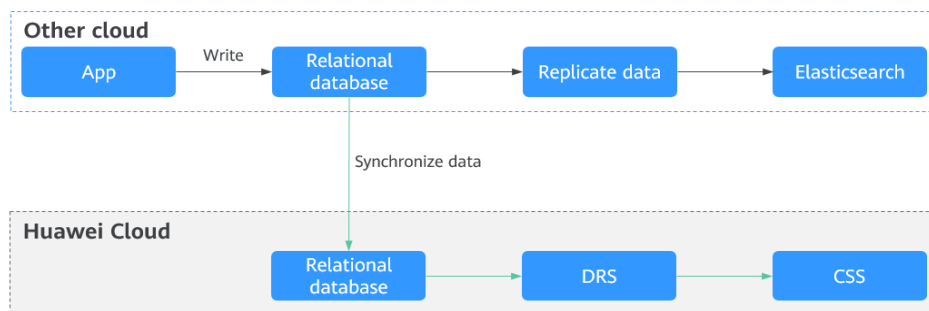 Other cloud
App
Write
Relational
database
Replicate data
Elasticsearch
Synchronize data
Huawei Cloud
Relational
database
DRS
CSS